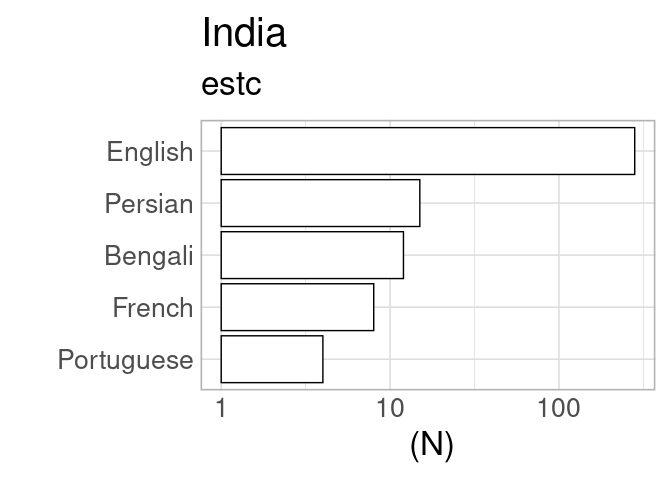 India
estc
English
Persian
Bengali
French
Portuguese
1 10 100
(N)